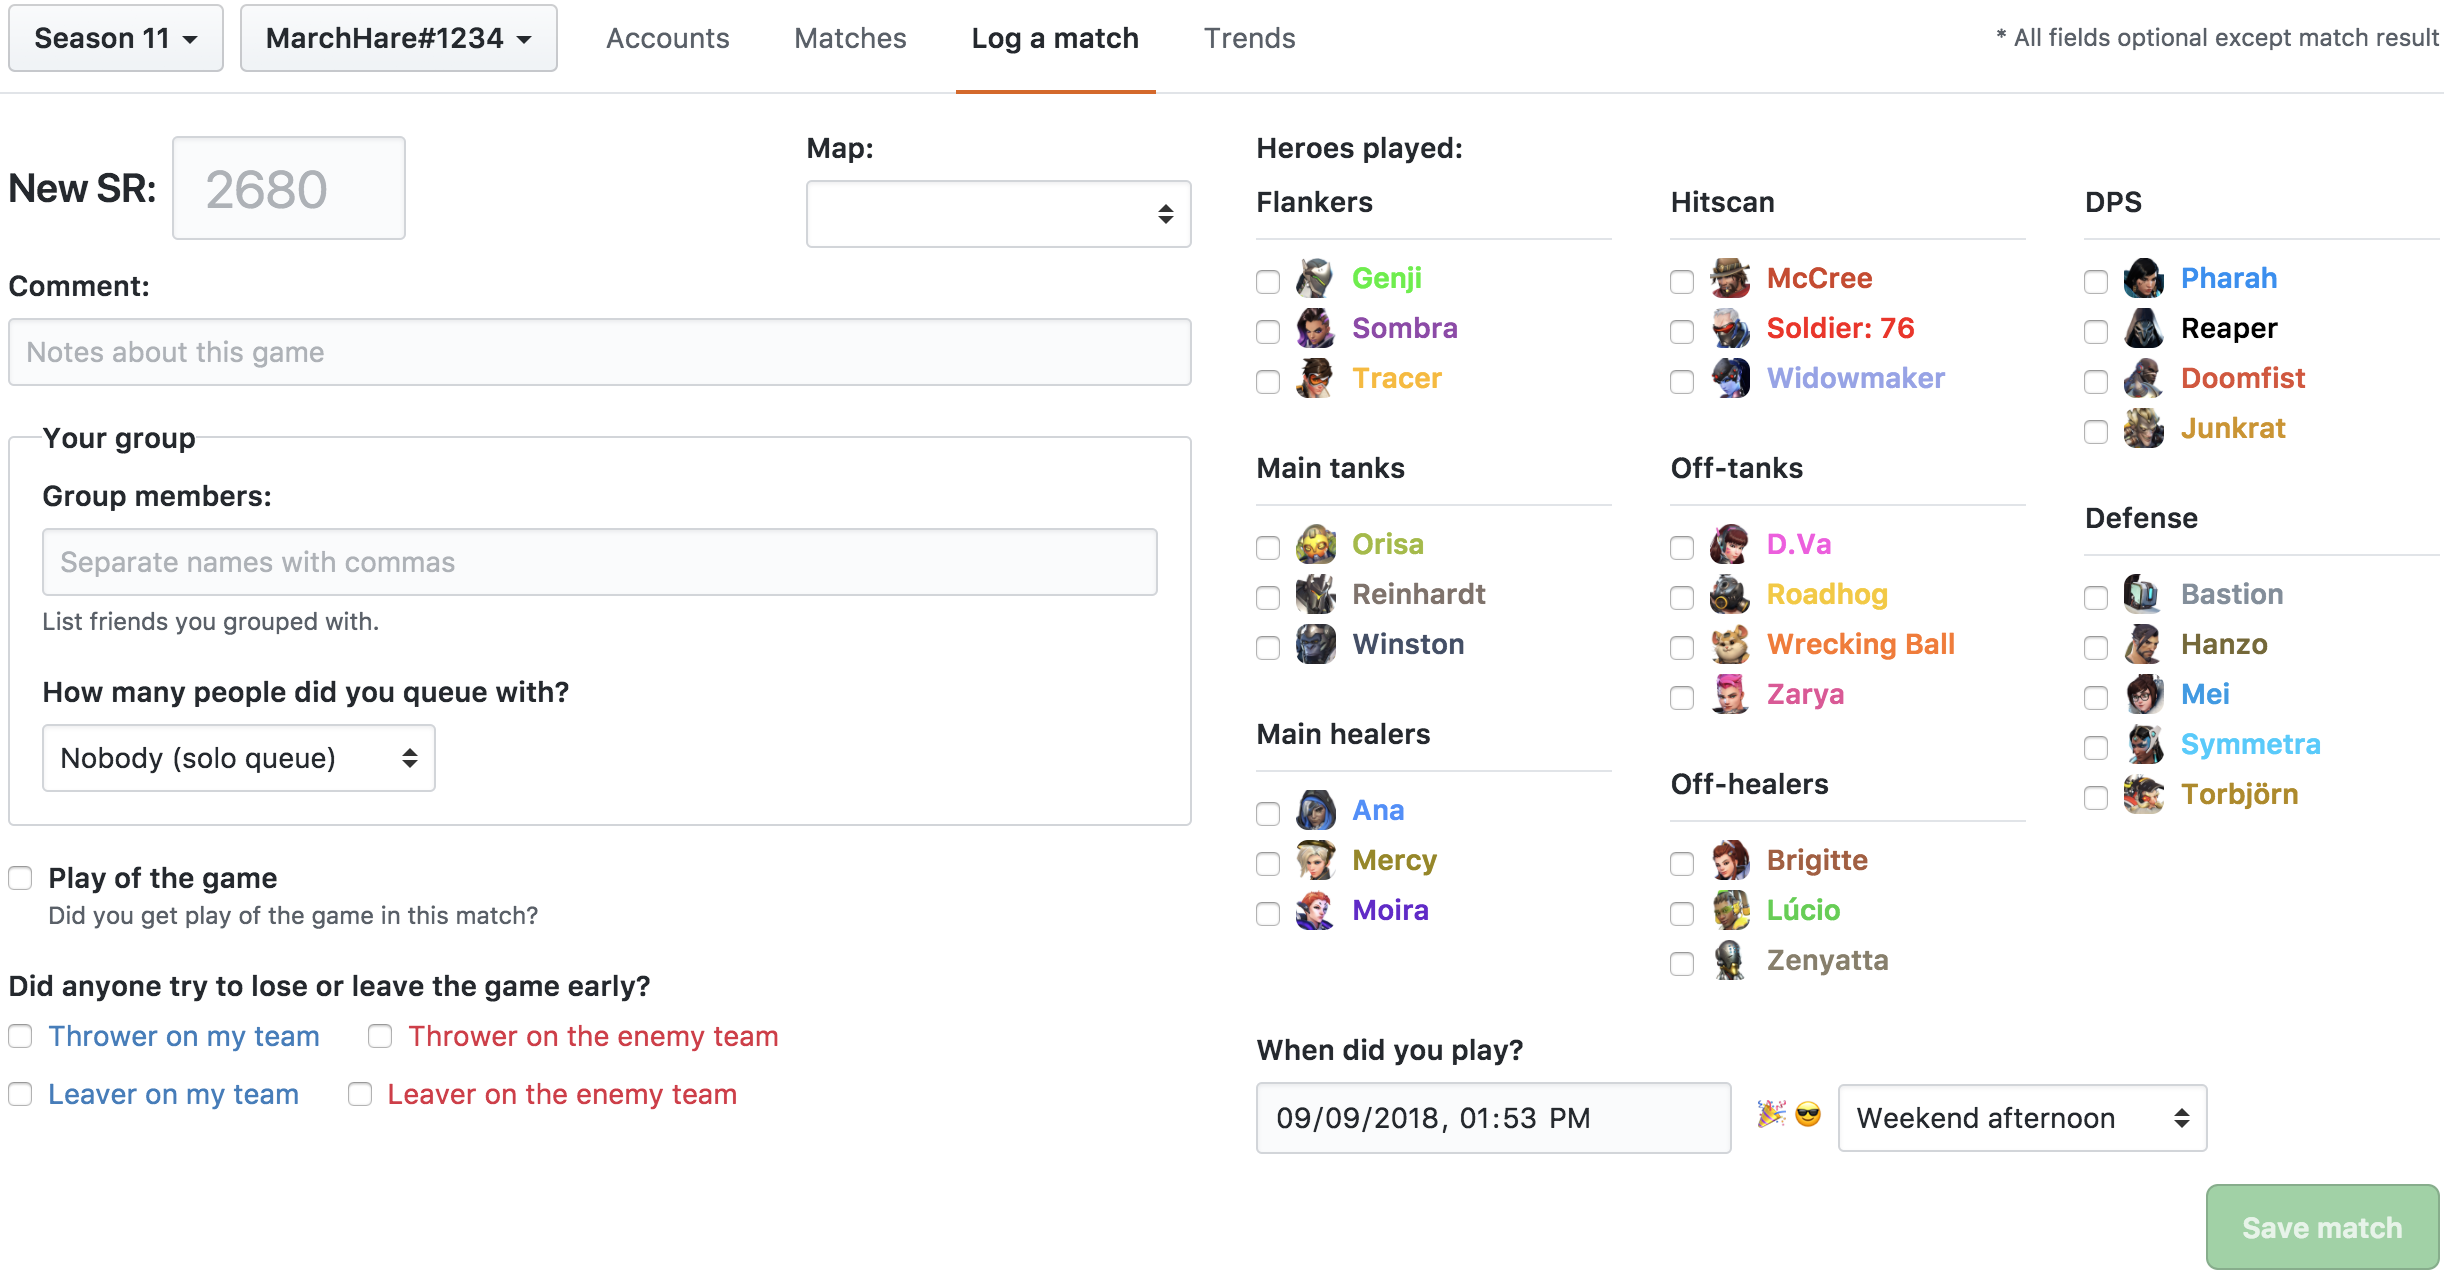 Season 11
MarchHare#1234
Accounts
Matches
Log a match
Trends
* All fields optional except match result
New SR:
2680
Map:
Comment:
Notes about this game
Your group
Group members:
Separate names with commas
List friends you grouped with.
How many people did you queue with?
Nobody (solo queue)
Play of the game
Did you get play of the game in this match?
Did anyone try to lose or leave the game early?
Thrower on my team
Thrower on the enemy team
Leaver on my team
Leaver on the enemy team
Heroes played:
Flankers
Genji
Sombra
Tracer
Hitscan
McCree
Soldier: 76
Widowmaker
DPS
Pharah
Reaper
Doomfist
Junkrat
Main tanks
Orisa
Reinhardt
Winston
Off-tanks
D.Va
Roadhog
Wrecking Ball
Zarya
Defense
Bastion
Hanzo
Mei
Symmetra
Torbjörn
Main healers
Ana
Mercy
Moira
Off-healers
Brigitte
Lúcio
Zenyatta
When did you play?
09/09/2018, 01:53 PM
Weekend afternoon
Save match